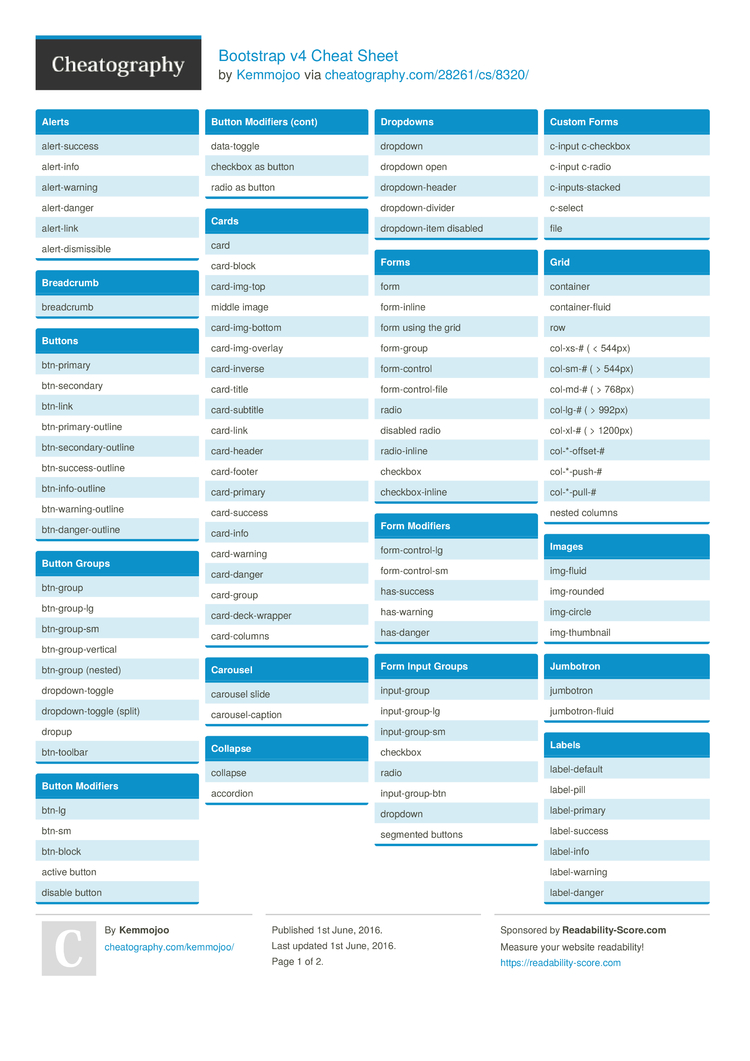 Cheatography
Bootstrap v4 Cheat Sheet
by Kemmojoo via cheatography.com/28261/cs/8320/
Alerts
alert-success
alert-info
alert-warning
alert-danger
alert-link
alert-dismissible
Breadcrumb
breadcrumb
Buttons
btn-primary
btn-secondary
btn-link
btn-primary-outline
btn-secondary-outline
btn-success-outline
btn-info-outline
btn-warning-outline
btn-danger-outline
Button Groups
btn-group
btn-group-lg
btn-group-sm
btn-group-vertical
btn-group (nested)
dropdown-toggle
dropdown-toggle (split)
dropup
btn-toolbar
Button Modifiers
btn-lg
btn-sm
btn-block
active button
disable button
Button Modifiers (cont)
data-toggle
checkbox as button
radio as button
Cards
card
card-block
card-img-top
middle image
card-img-bottom
card-img-overlay
card-inverse
card-title
card-subtitle
card-link
card-header
card-footer
card-primary
card-success
card-info
card-warning
card-danger
card-group
card-deck-wrapper
card-columns
Carousel
carousel slide
carousel-caption
Collapse
collapse
accordion
Dropdowns
dropdown
dropdown open
dropdown-header
dropdown-divider
dropdown-item disabled
Forms
form
form-inline
form using the grid
form-group
form-control
form-control-file
radio
disabled radio
radio-inline
checkbox
checkbox-inline
Form Modifiers
form-control-lg
form-control-sm
has-success
has-warning
has-danger
Form Input Groups
input-group
input-group-lg
input-group-sm
checkbox
radio
input-group-btn
dropdown
segmented buttons
Custom Forms
c-input c-checkbox
c-input c-radio
c-inputs-stacked
c-select
file
Grid
container
container-fluid
row
col-xs-# ( < 544px)
col-sm-# ( > 544px)
col-md-# ( > 768px)
col-lg-# ( > 992px)
col-xl-# ( > 1200px)
col-*-offset-#
col-*-push-#
col-*-pull-#
nested columns
Images
img-fluid
img-rounded
img-circle
img-thumbnail
Jumbotron
jumbotron
jumbotron-fluid
Labels
label-default
label-pill
label-primary
label-success
label-info
label-warning
label-danger
C
By Kemmojoo
cheatography.com/kemmojoo/
Published 1st June, 2016.
Last updated 1st June, 2016.
Page 1 of 2.
Sponsored by Readability-Score.com
Measure your website readability!
https://readability-score.com